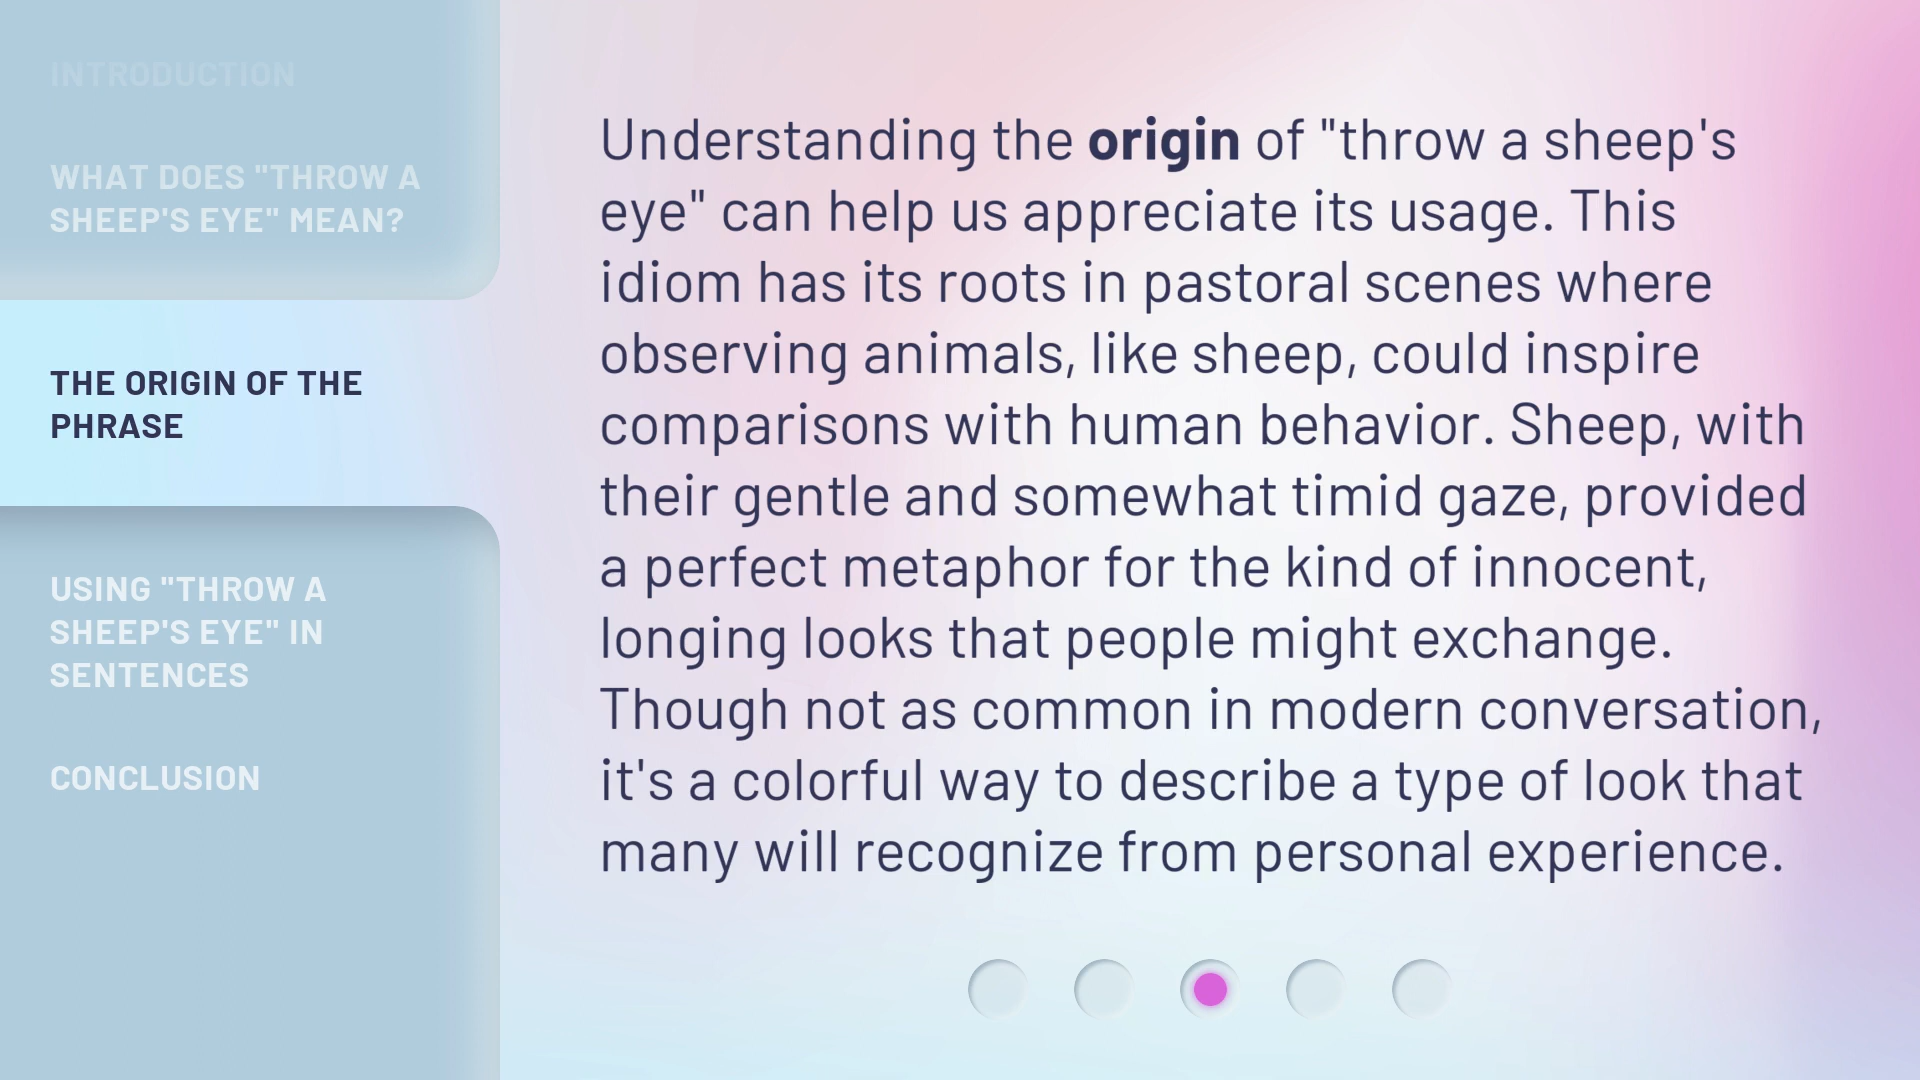 INTRODUCTION
WHAT DOES "THROW A
SHEEP'S EYE" MEAN?
THE ORIGIN OF THE
PHRASE
USING "THROW A
SHEEP'S EYE" IN
SENTENCES
CONCLUSION
Understanding the origin of "throw a sheep's
eye" can help us appreciate its usage. This
idiom has its roots in pastoral scenes where
observing animals, like sheep, could inspire
comparisons with human behavior. Sheep, with
their gentle and somewhat timid gaze, provided
a perfect metaphor for the kind of innocent,
longing looks that people might exchange.
Though not as common in modern conversation,
it's a colorful way to describe a type of look that
many will recognize from personal experience.